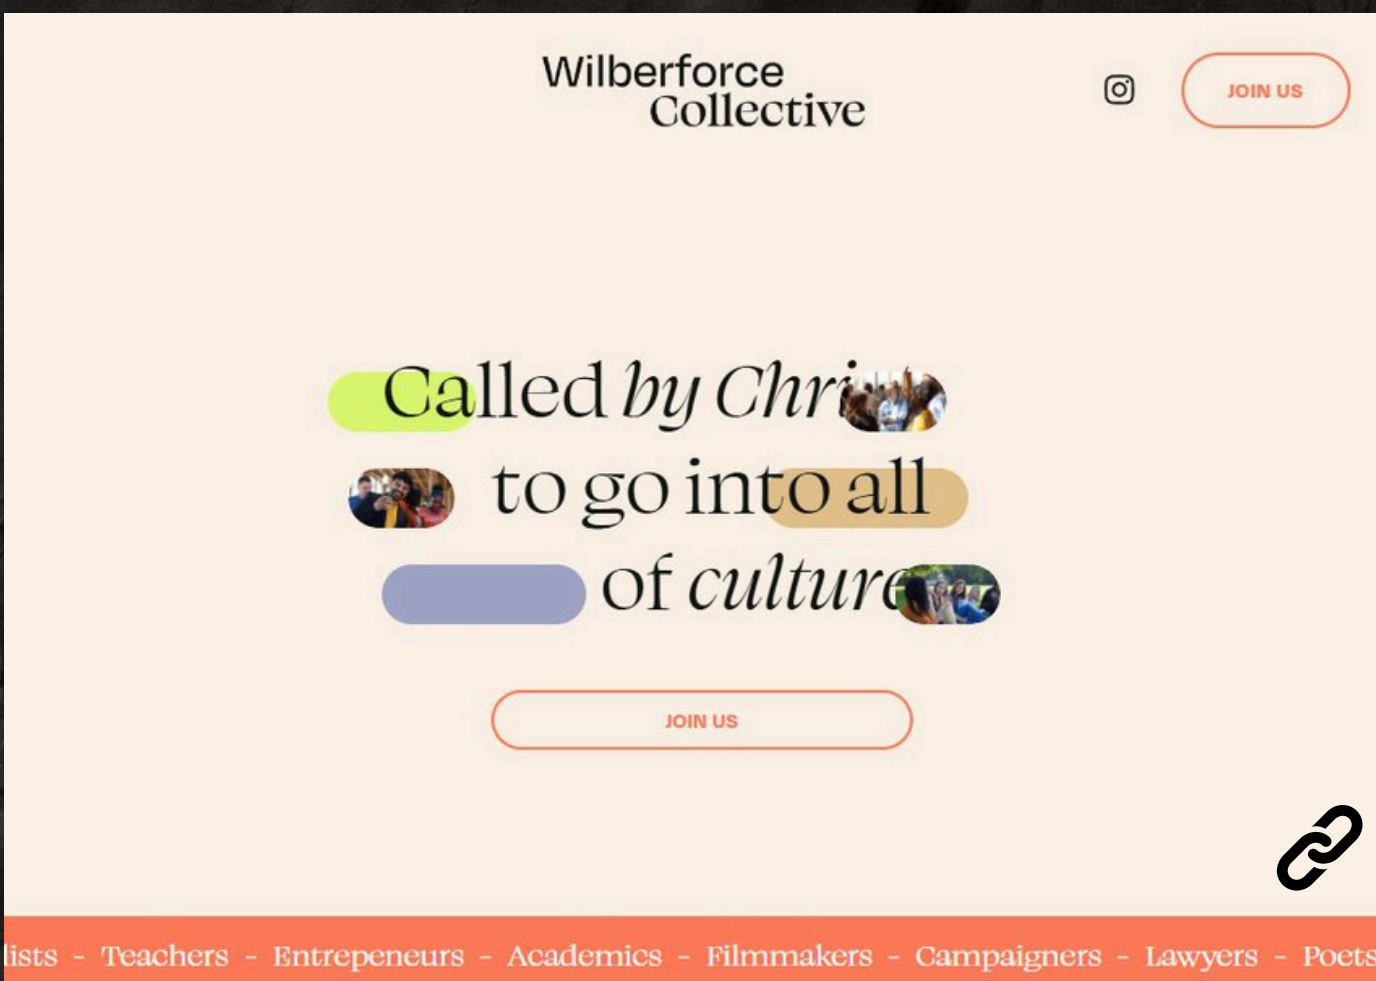 Wilberforce
Collective
JOIN US
Called by Chri
to go into all
of culture
JOIN US
lists - Teachers - Entrepeneurs - Academics - Filmmakers - Campaigners - Lawyers - Poets